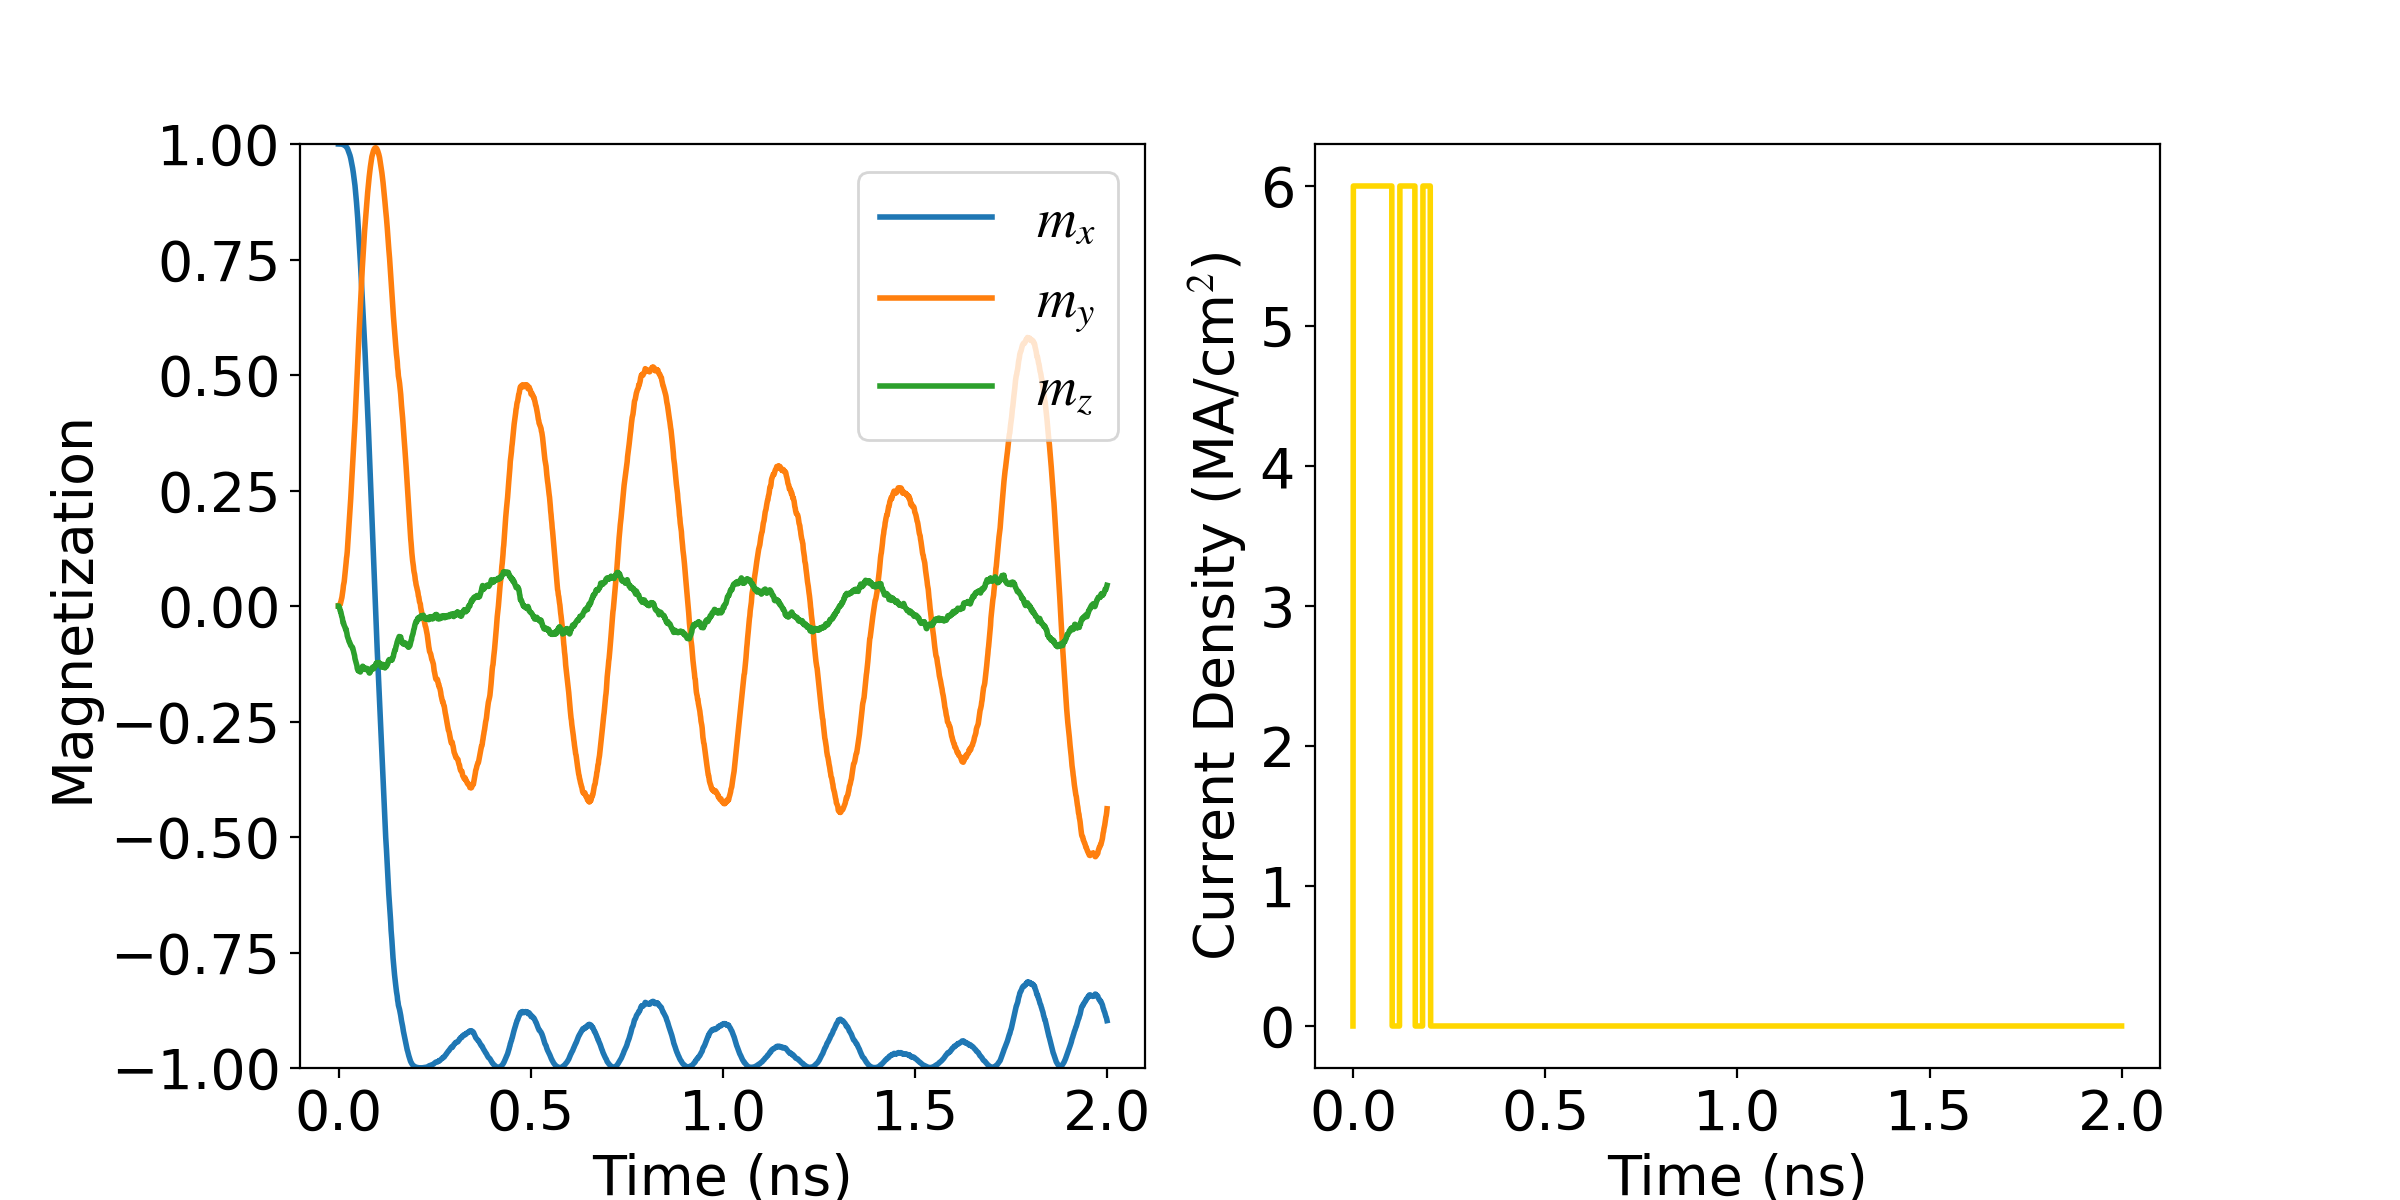 Magnetization
1.00
0.75
0.50
0.25
0.00
−0.25
−0.50
−0.75
−1.00
0.0 0.5 1.0 1.5 2.0
Time (ns)
m_x
m_y
m_z
Current Density (MA/cm²)
6
5
4
3
2
1
0
0.0 0.5 1.0 1.5 2.0
Time (ns)